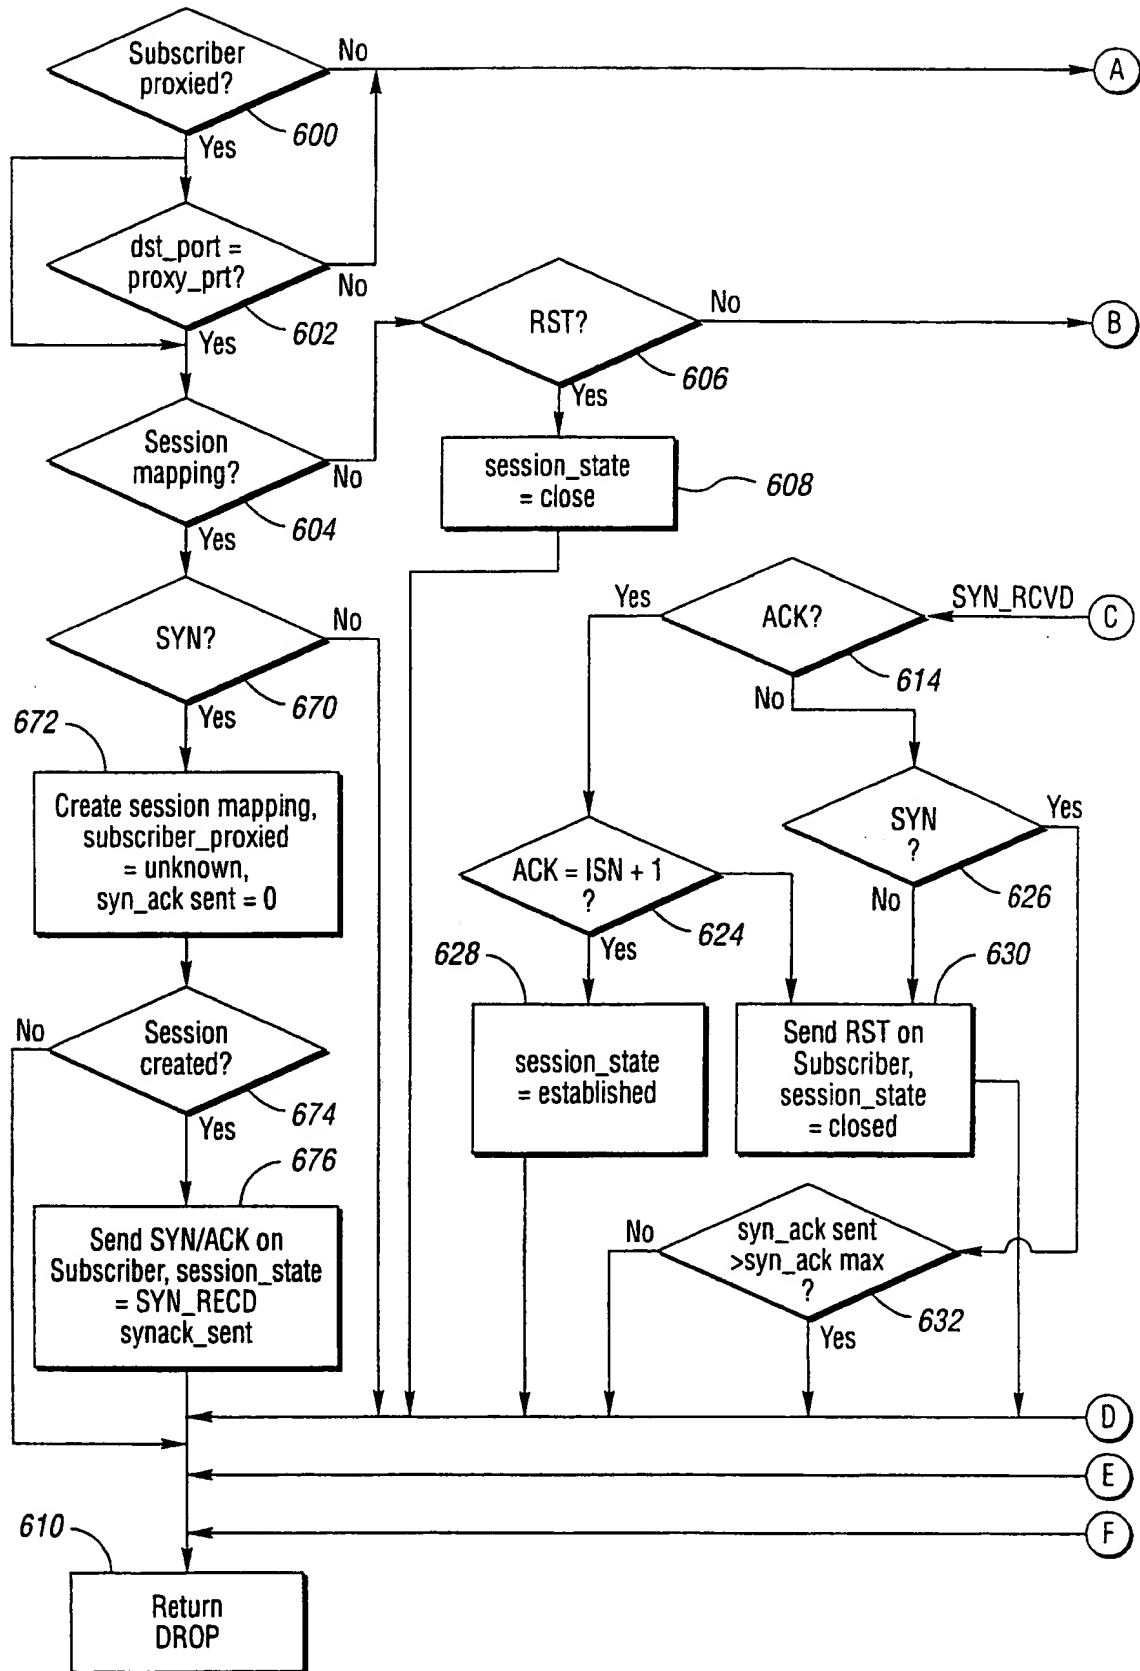 Subscriber
proxied?
No
A
600
Yes
dst_port =
proxy_prt?
No
602
Yes
RST?
No
B
606
Yes
Session
mapping?
No
604
Yes
session_state
= close
608
SYN?
No
670
Yes
ACK?
Yes
SYN_RCVD
C
614
No
672
Create session mapping,
subscriber_proxied
= unknown,
syn_ack sent = 0
SYN
?
Yes
626
No
ACK = ISN + 1
?
624
Yes
628
session_state
= established
630
Send RST on
Subscriber,
session_state
= closed
Session
created?
No
674
Yes
676
Send SYN/ACK on
Subscriber, session_state
= SYN_RECD
synack_sent
syn_ack sent
>syn_ack max
?
No
632
Yes
D
E
F
610
Return
DROP